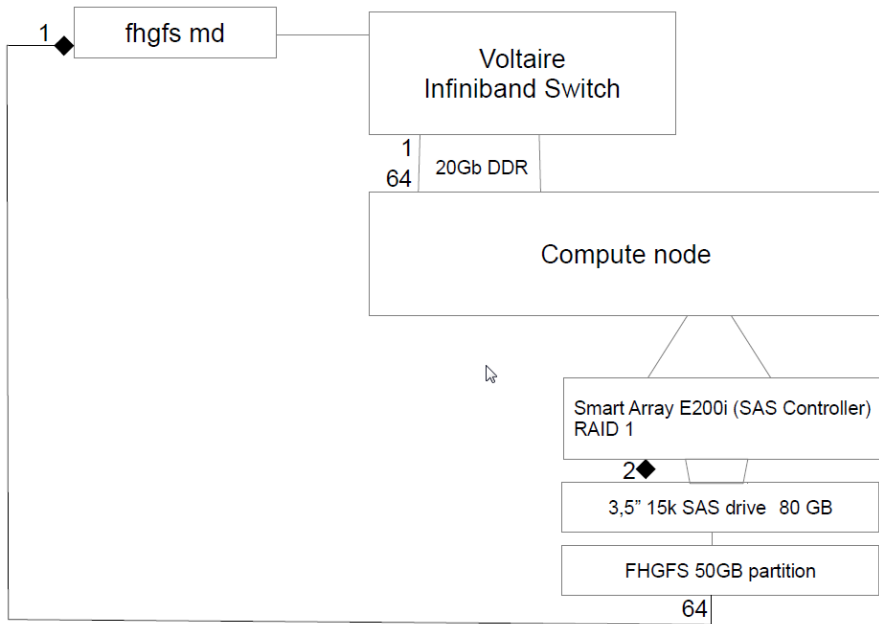 1
fhgfs md
Voltaire
Infiniband Switch
1
20Gb DDR
64
Compute node
Smart Array E200i (SAS Controller)
RAID 1
2
3,5" 15k SAS drive 80 GB
FHGFS 50GB partition
64